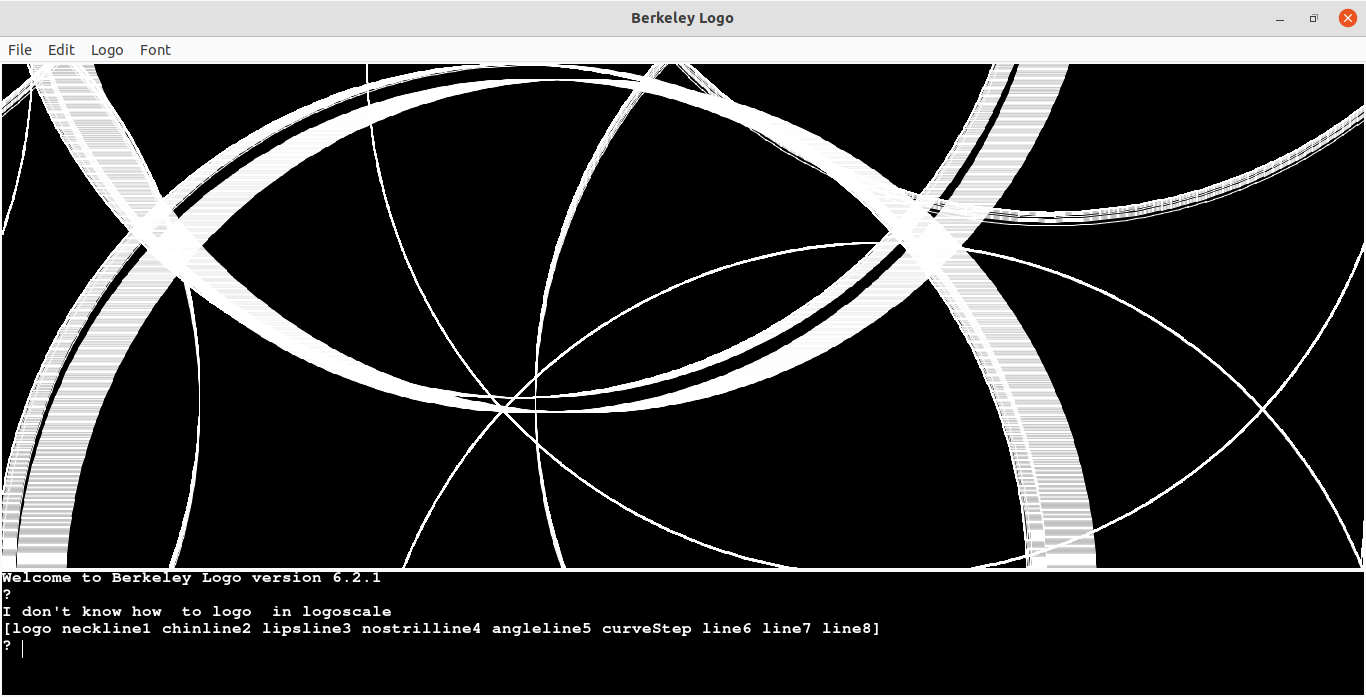 Berkeley Logo
File Edit Logo Font
Welcome to Berkeley Logo version 6.2.1
?
I don't know how  to logo  in logoscale
[logo neckline1 chinline2 lipsline3 nostrilline4 angleline5 curveStep line6 line7 line8]
?